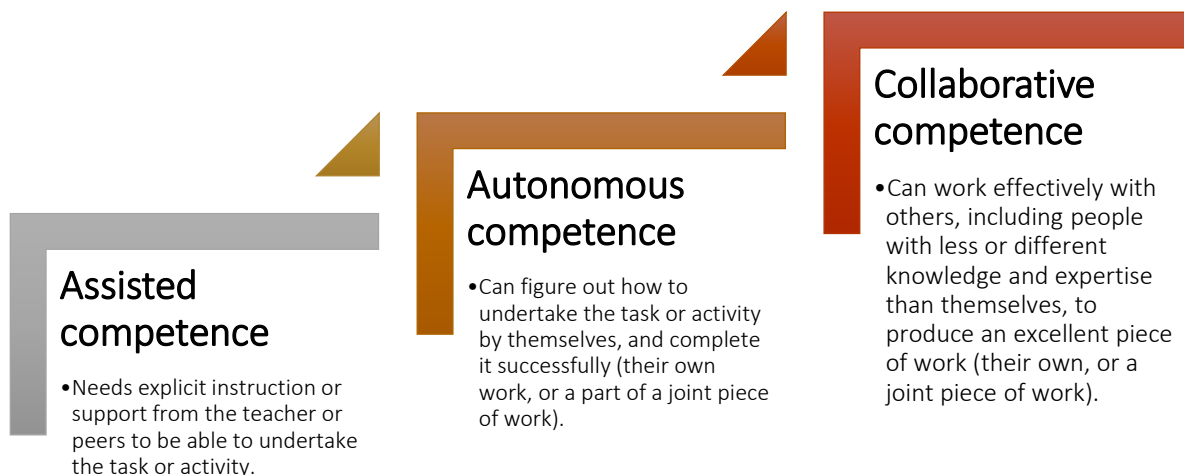 Assisted
competence
•Needs explicit instruction or
support from the teacher or
peers to be able to undertake
the task or activity.
Autonomous
competence
•Can figure out how to
undertake the task or activity
by themselves, and complete
it successfully (their own
work, or a part of a joint piece
of work).
Collaborative
competence
•Can work effectively with
others, including people
with less or different
knowledge and expertise
than themselves, to
produce an excellent piece
of work (their own, or a
joint piece of work).